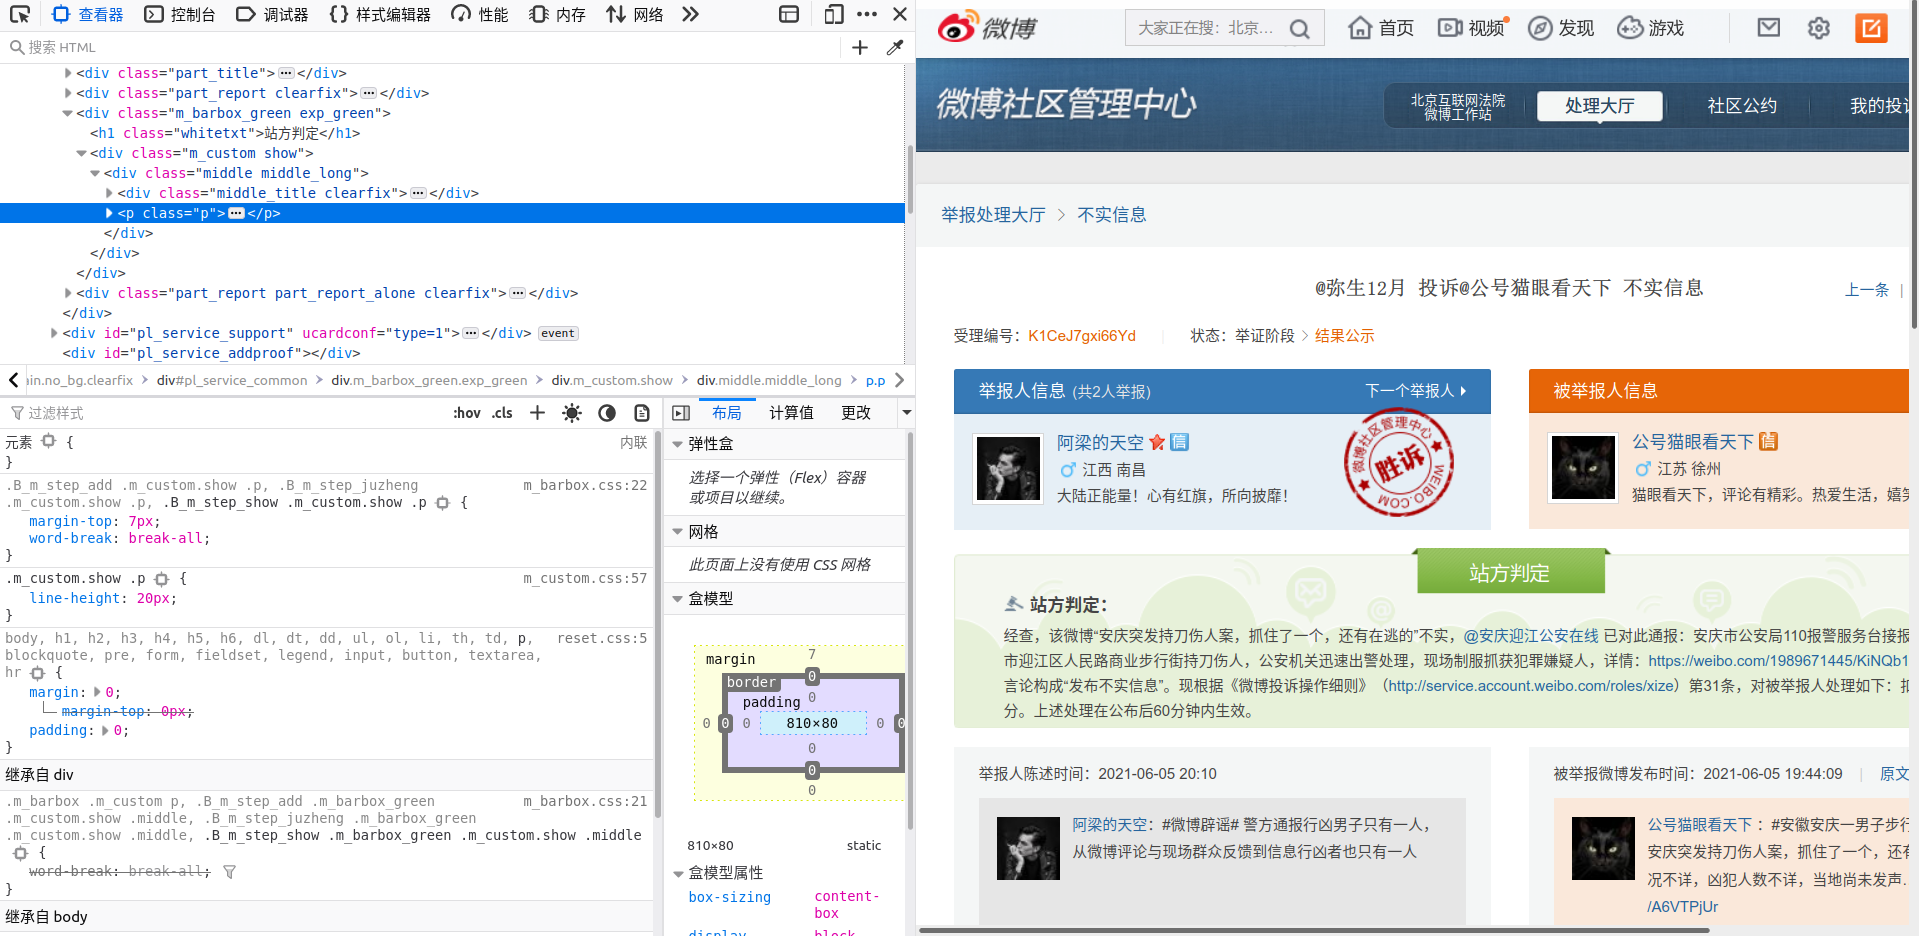 查看器 控制台 调试器 样式编辑器 性能 内存 网络
搜索 HTML
<div class="part_title"></div>
<div class="part_report clearfix"></div>
<div class="m_barbox_green exp_green">
<h1 class="whitetxt">站方判定</h1>
<div class="m_custom show">
<div class="middle middle_long">
<div class="middle_title clearfix"></div>
<p class="p"></p>
</div>
</div>
</div>
<div class="part_report part_report_alone clearfix"></div>
</div>
<div id="pl_service_support" ucardconf="type=1"></div> event
<div id="pl_service_addproof"></div>
in.no_bg.clearfix div#pl_service_common div.m_barbox_green.exp_green div.m_custom.show div.middle.middle_long p.p
过滤样式 :hov .cls
元素 { 内联
}
.B_m_step_add .m_custom.show .p, .B_m_step_juzheng m_barbox.css:22
.m_custom.show .p, .B_m_step_show .m_custom.show .p {
margin-top: 7px;
word-break: break-all;
}
.m_custom.show .p { m_custom.css:57
line-height: 20px;
}
body, h1, h2, h3, h4, h5, h6, dl, dt, dd, ul, ol, li, th, td, p, reset.css:5
blockquote, pre, form, fieldset, legend, input, button, textarea,
hr {
margin: 0;
margin-top: 0px;
padding: 0;
}
继承自 div
.m_barbox .m_custom p, .B_m_step_add .m_barbox_green m_barbox.css:21
.m_custom.show .middle, .B_m_step_juzheng .m_barbox_green
.m_custom.show .middle, .B_m_step_show .m_barbox_green .m_custom.show .middle
{
word-break: break-all;
}
继承自 body
布局 计算值 更改
弹性盒
选择一个弹性（Flex）容器
或项目以继续。
网格
此页面上没有使用 CSS 网格
盒模型
margin 7
border 0
padding 0
0 0 0 810×80 0 0
0
0
0
810×80 static
盒模型属性
box-sizing content-
box
display block
微博 大家正在搜：北京... 首页 视频 发现 游戏
微博社区管理中心
北京互联网法院
微博工作站
处理大厅 社区公约 我的投诉
举报处理大厅 不实信息
@弥生12月 投诉@公号猫眼看天下 不实信息
上一条 |
受理编号：K1CeJ7gxi66Yd 状态：举证阶段 > 结果公示
举报人信息 (共2人举报) 下一个举报人
阿梁的天空 信
江西 南昌
大陆正能量！心有红旗，所向披靡！
微博社区管理中心
胜诉
WEIBO.COM
被举报人信息
公号猫眼看天下 信
江苏 徐州
猫眼看天下，评论有精彩。热爱生活，嬉笑
站方判定
站方判定：
经查，该微博“安庆突发持刀伤人案，抓住了一个，还有在逃的”不实，@安庆迎江公安在线 已对此通报：安庆市公安局110报警服务台接报
市迎江区人民路商业步行街持刀伤人，公安机关迅速出警处理，现场制服抓获犯罪嫌疑人，详情：https://weibo.com/1989671445/KiNQb1
言论构成“发布不实信息”。现根据《微博投诉操作细则》（http://service.account.weibo.com/roles/xize）第31条，对被举报人处理如下：扣
分。上述处理在公布后60分钟内生效。
举报人陈述时间：2021-06-05 20:10
阿梁的天空：#微博辟谣# 警方通报行凶男子只有一人，
从微博评论与现场群众反馈到信息行凶者也只有一人
被举报微博发布时间：2021-06-05 19:44:09 | 原文
公号猫眼看天下 ：#安徽安庆一男子步行
安庆突发持刀伤人案，抓住了一个，还有
况不详，凶犯人数不详，当地尚未发声.
/A6VTPjUr